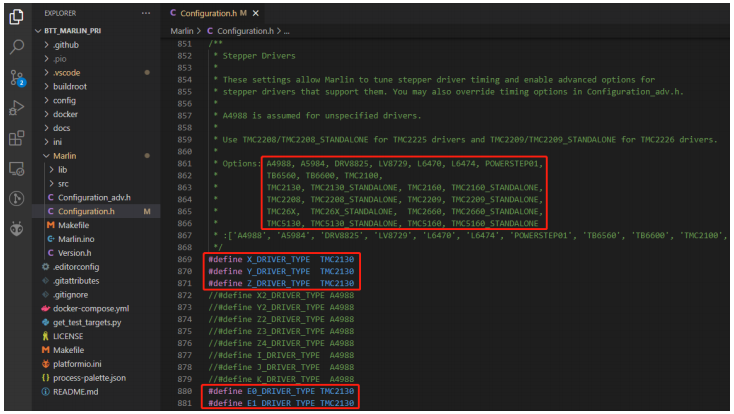 EXPLORER
BTT_MARLIN_PRI
.github
.pio
.vscode
buildroot
config
docker
docs
ini
Marlin
lib
src
Configuration_adv.h
Configuration.h M
Makefile
Marlin.ino
Version.h
.editorconfig
.gitattributes
.gitignore
docker-compose.yml
get_test_targets.py
LICENSE
Makefile
platformio.ini
process-palette.json
README.md
2
Configuration.h M
Marlin > Configuration.h > ...
851 /**
852 * Stepper Drivers
853 *
854 * These settings allow Marlin to tune stepper driver timing and enable advanced options for
855 * stepper drivers that support them. You may also override timing options in Configuration_adv.h.
856 *
857 * A4988 is assumed for unspecified drivers.
858 *
859 * Use TMC2208/TMC2208_STANDALONE for TMC2225 drivers and TMC2209/TMC2209_STANDALONE for TMC2226 drivers.
860 *
861 * Options: A4988, A5984, DRV8825, LV8729, L6470, L6474, POWERSTEP01,
862 * TB6560, TB6600, TMC2100,
863 * TMC2130, TMC2130_STANDALONE, TMC2160, TMC2160_STANDALONE,
864 * TMC2208, TMC2208_STANDALONE, TMC2209, TMC2209_STANDALONE,
865 * TMC26X, TMC26X_STANDALONE, TMC2660, TMC2660_STANDALONE,
866 * TMC5130, TMC5130_STANDALONE, TMC5160, TMC5160_STANDALONE
867 * :['A4988', 'A5984', 'DRV8825', 'LV8729', 'L6470', 'L6474', 'POWERSTEP01', 'TB6560', 'TB6600', 'TMC2100',
868 */
869 #define X_DRIVER_TYPE TMC2130
870 #define Y_DRIVER_TYPE TMC2130
871 #define Z_DRIVER_TYPE TMC2130
872 //#define X2_DRIVER_TYPE A4988
873 //#define Y2_DRIVER_TYPE A4988
874 //#define Z2_DRIVER_TYPE A4988
875 //#define Z3_DRIVER_TYPE A4988
876 //#define Z4_DRIVER_TYPE A4988
877 //#define I_DRIVER_TYPE A4988
878 //#define J_DRIVER_TYPE A4988
879 //#define K_DRIVER_TYPE A4988
880 #define E0_DRIVER_TYPE TMC2130
881 #define E1_DRIVER_TYPE TMC2130